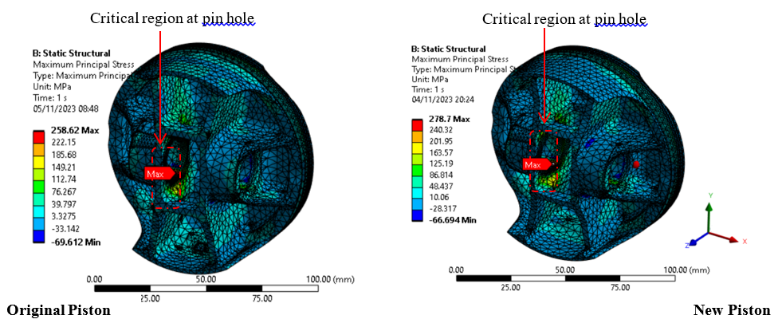 Critical region at pin hole
B: Static Structural
Maximum Principal Stress
Type: Maximum Principal
Unit: MPa
Time: 1 s
05/11/2023 08:48
258.62 Max
222.15
185.68
149.21
112.74
76.267
39.797
3.3275
-33.142
-69.612 Min
Max
0.00
50.00
100.00 (mm)
25.00
75.00
Original Piston
Critical region at pin hole
B: Static Structural
Maximum Principal Stress
Type: Maximum Principal S
Unit: MPa
Time: 1 s
04/11/2023 20:24
278.7 Max
240.32
201.95
163.57
125.19
86.814
48.437
10.06
-28.317
-66.694 Min
Max
0.00
50.00
100.00 (mm)
25.00
75.00
Y
Z
X
New Piston